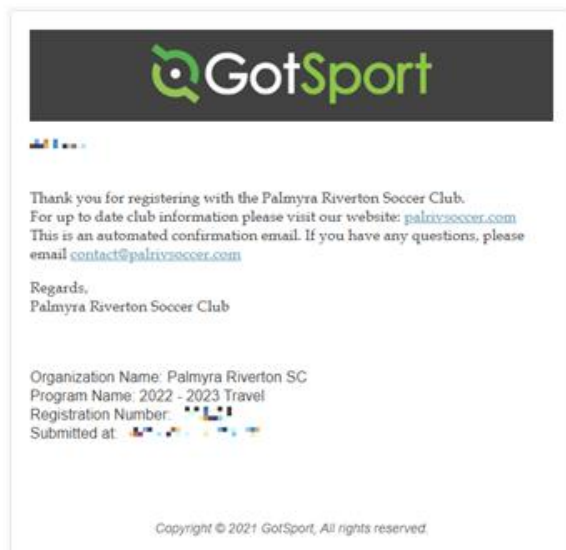 GotSport
Thank you for registering with the Palmyra Riverton Soccer Club.
For up to date club information please visit our website: palrivsoccer.com
This is an automated confirmation email. If you have any questions, please
email contact@palrivsoccer.com
Regards,
Palmyra Riverton Soccer Club
Organization Name: Palmyra Riverton SC
Program Name: 2022 - 2023 Travel
Registration Number:
Submitted at:
Copyright © 2021 GotSport, All rights reserved.